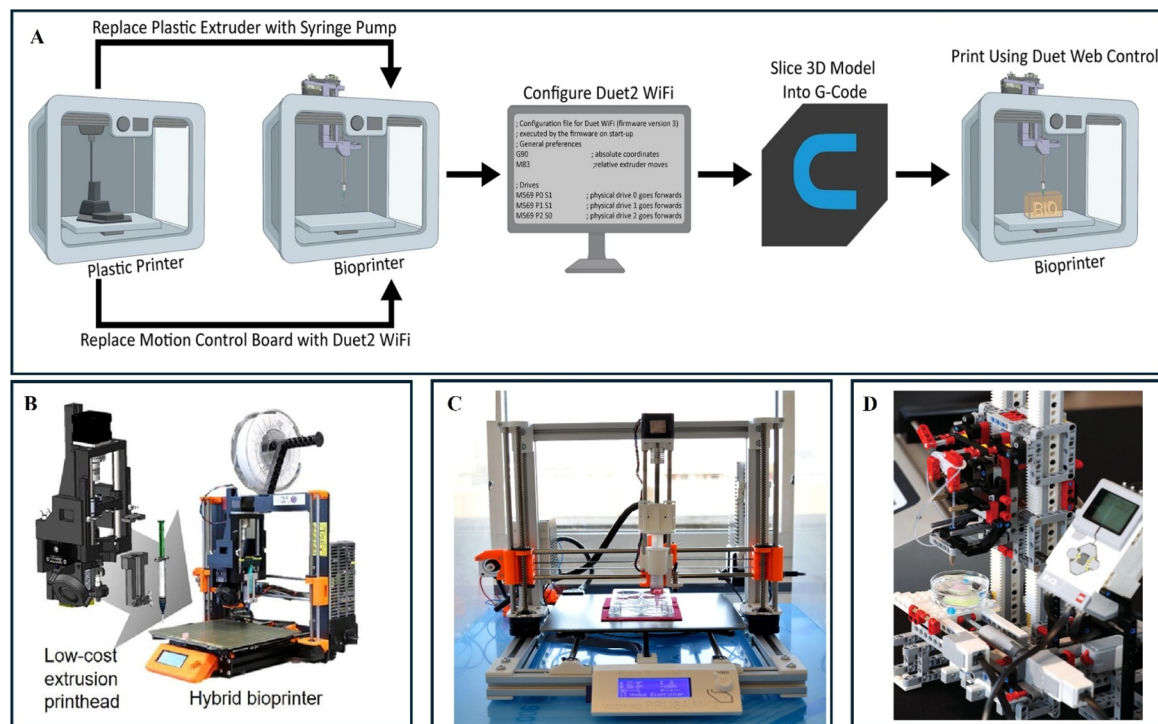 A
Replace Plastic Extruder with Syringe Pump
Plastic Printer
Bioprinter
Replace Motion Control Board with Duet2 WiFi
Configure Duet2 WiFi
; Configuration file for Duet WiFi (firmware version 3)
; executed by the firmware on start-up
; General preferences
G90 ; absolute coordinates
M83 ;relative extruder moves
; Drives
M569 P0 S1 ; physical drive 0 goes forwards
M569 P1 S1 ; physical drive 1 goes forwards
M569 P2 S0 ; physical drive 2 goes forwards
Slice 3D Model
Into G-Code
Print Using Duet Web Control
BIO
Bioprinter
B
Low-cost
extrusion
printhead
Hybrid bioprinter
C
D